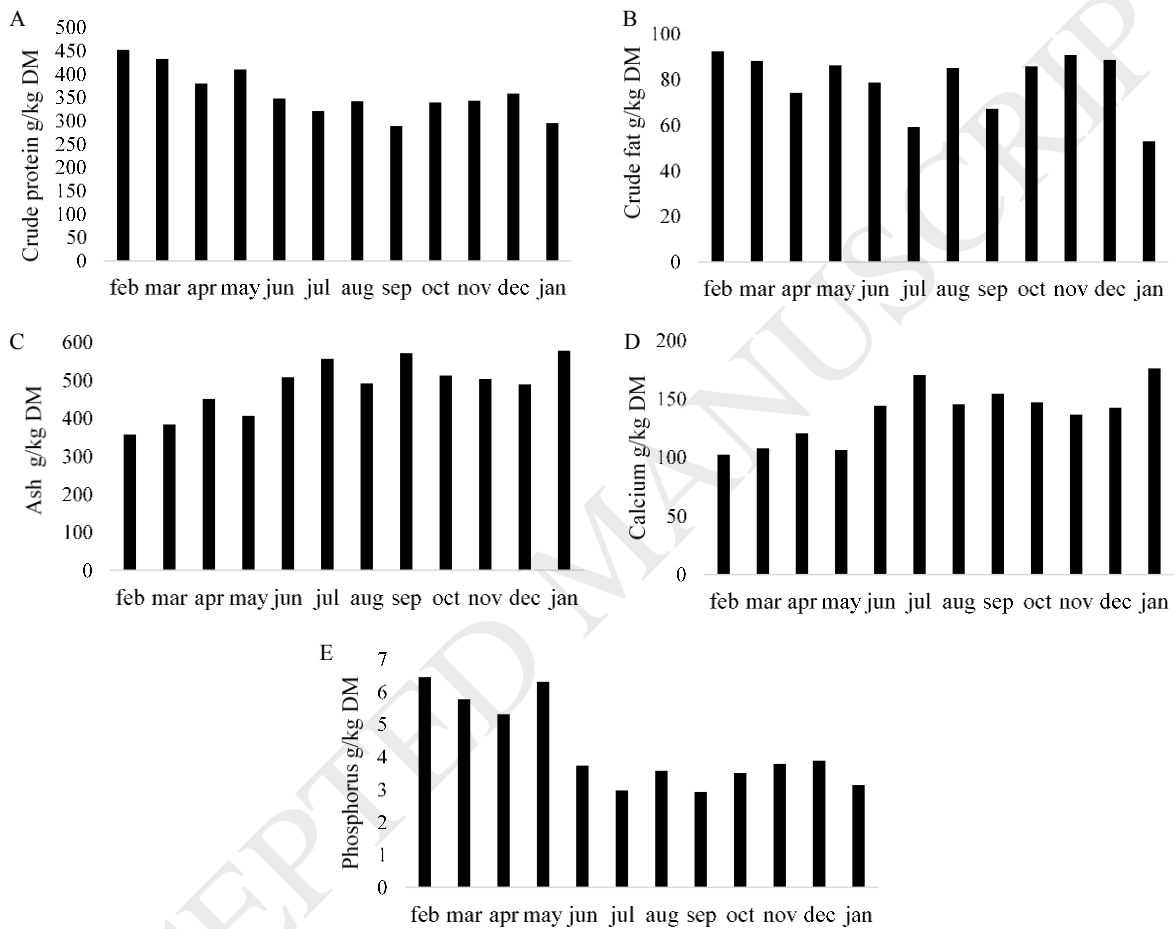 A
Crude protein g/kg DM
500
450
400
350
300
250
200
150
100
50
0
feb mar apr may jun jul aug sep oct nov dec jan
B
Crude fat g/kg DM
100
80
60
40
20
0
feb mar apr may jun jul aug sep oct nov dec jan
C
Ash g/kg DM
600
500
400
300
200
100
0
feb mar apr may jun jul aug sep oct nov dec jan
D
Calcium g/kg DM
200
150
100
50
0
feb mar apr may jun jul aug sep oct nov dec jan
E
Phosphorus g/kg DM
7
6
5
4
3
2
1
0
feb mar apr may jun jul aug sep oct nov dec jan
EPTED MANUSCRIP